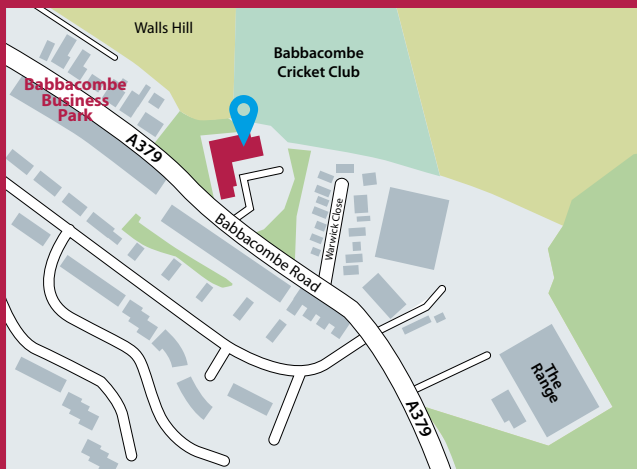 Walls Hill
Babbacombe
Cricket Club
Babbacombe
Business
Park
A379
Babbacombe Road
Warwick Close
The
Range
A379